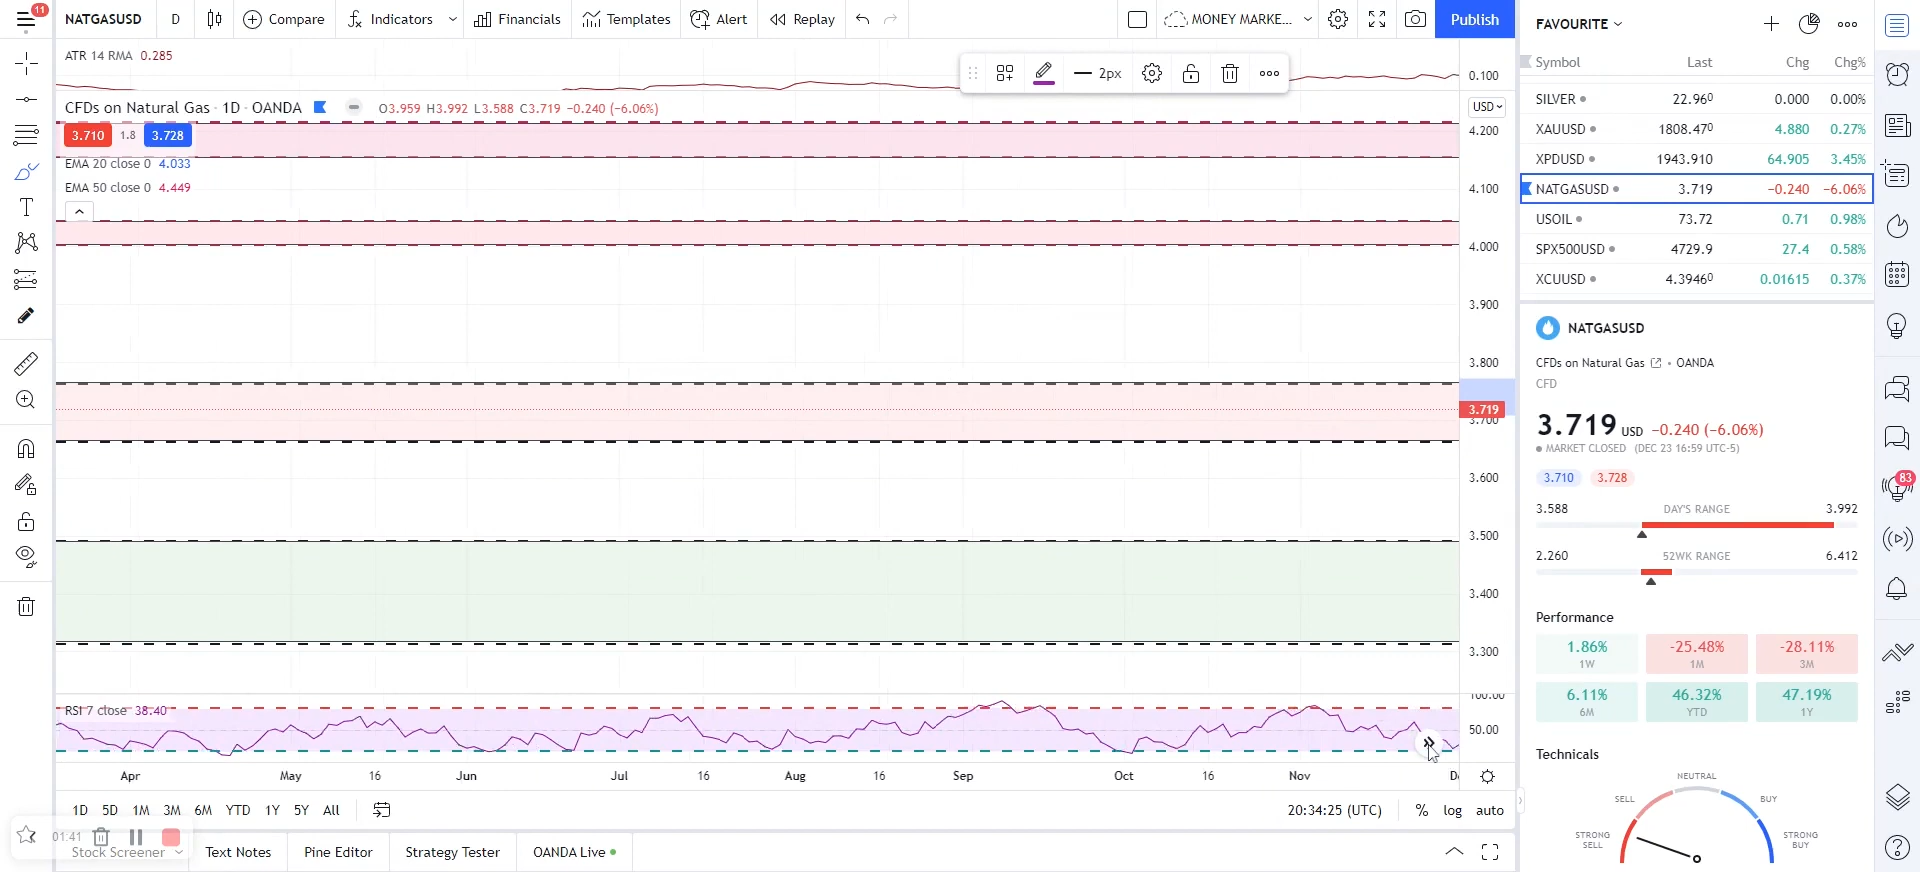 11
NATGASUSD D Compare Indicators Financials Templates Alert Replay MONEY MARKE... Publish
ATR 14 RMA 0.285
2px
0.100
CFDs on Natural Gas · 1D · OANDA O3.959 H3.992 L3.588 C3.719 −0.240 (−6.06%)
USD
3.710 1.8 3.728
EMA 20 close 0 4.033
EMA 50 close 0 4.449
4.200
4.100
4.000
3.900
3.800
3.719
3.700
3.600
3.500
3.400
3.300
RSI 7 close 38.40
100.00
50.00
Apr May 16 Jun Jul 16 Aug 16 Sep Oct 16 Nov
1D 5D 1M 3M 6M YTD 1Y 5Y All 20:34:25 (UTC) % log auto
01:41
Stock Screener Text Notes Pine Editor Strategy Tester OANDA Live
FAVOURITE
Symbol Last Chg Chg%
SILVER 22.960 0.000 0.00%
XAUUSD 1808.470 4.880 0.27%
XPDUSD 1943.910 64.905 3.45%
NATGASUSD 3.719 −0.240 −6.06%
USOIL 73.72 0.71 0.98%
SPX500USD 4729.9 27.4 0.58%
XCUUSD 4.39460 0.01615 0.37%
NATGASUSD
CFDs on Natural Gas • OANDA
CFD
3.719 USD −0.240 (−6.06%)
MARKET CLOSED (DEC 23 16:59 UTC-5)
3.710 3.728
3.588 DAY'S RANGE 3.992
2.260 52WK RANGE 6.412
Performance
1.86% -25.48% -28.11%
1W 1M 3M
6.11% 46.32% 47.19%
6M YTD 1Y
Technicals
NEUTRAL
SELL BUY
STRONG SELL STRONG BUY
83